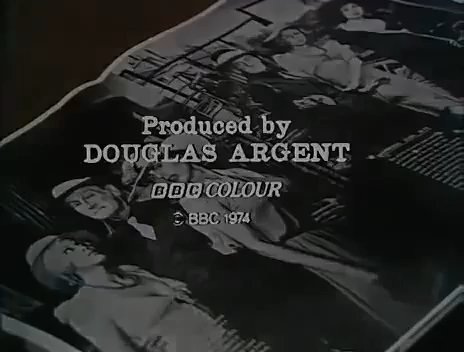 Produced by
DOUGLAS ARGENT
BBC COLOUR
© BBC 1974